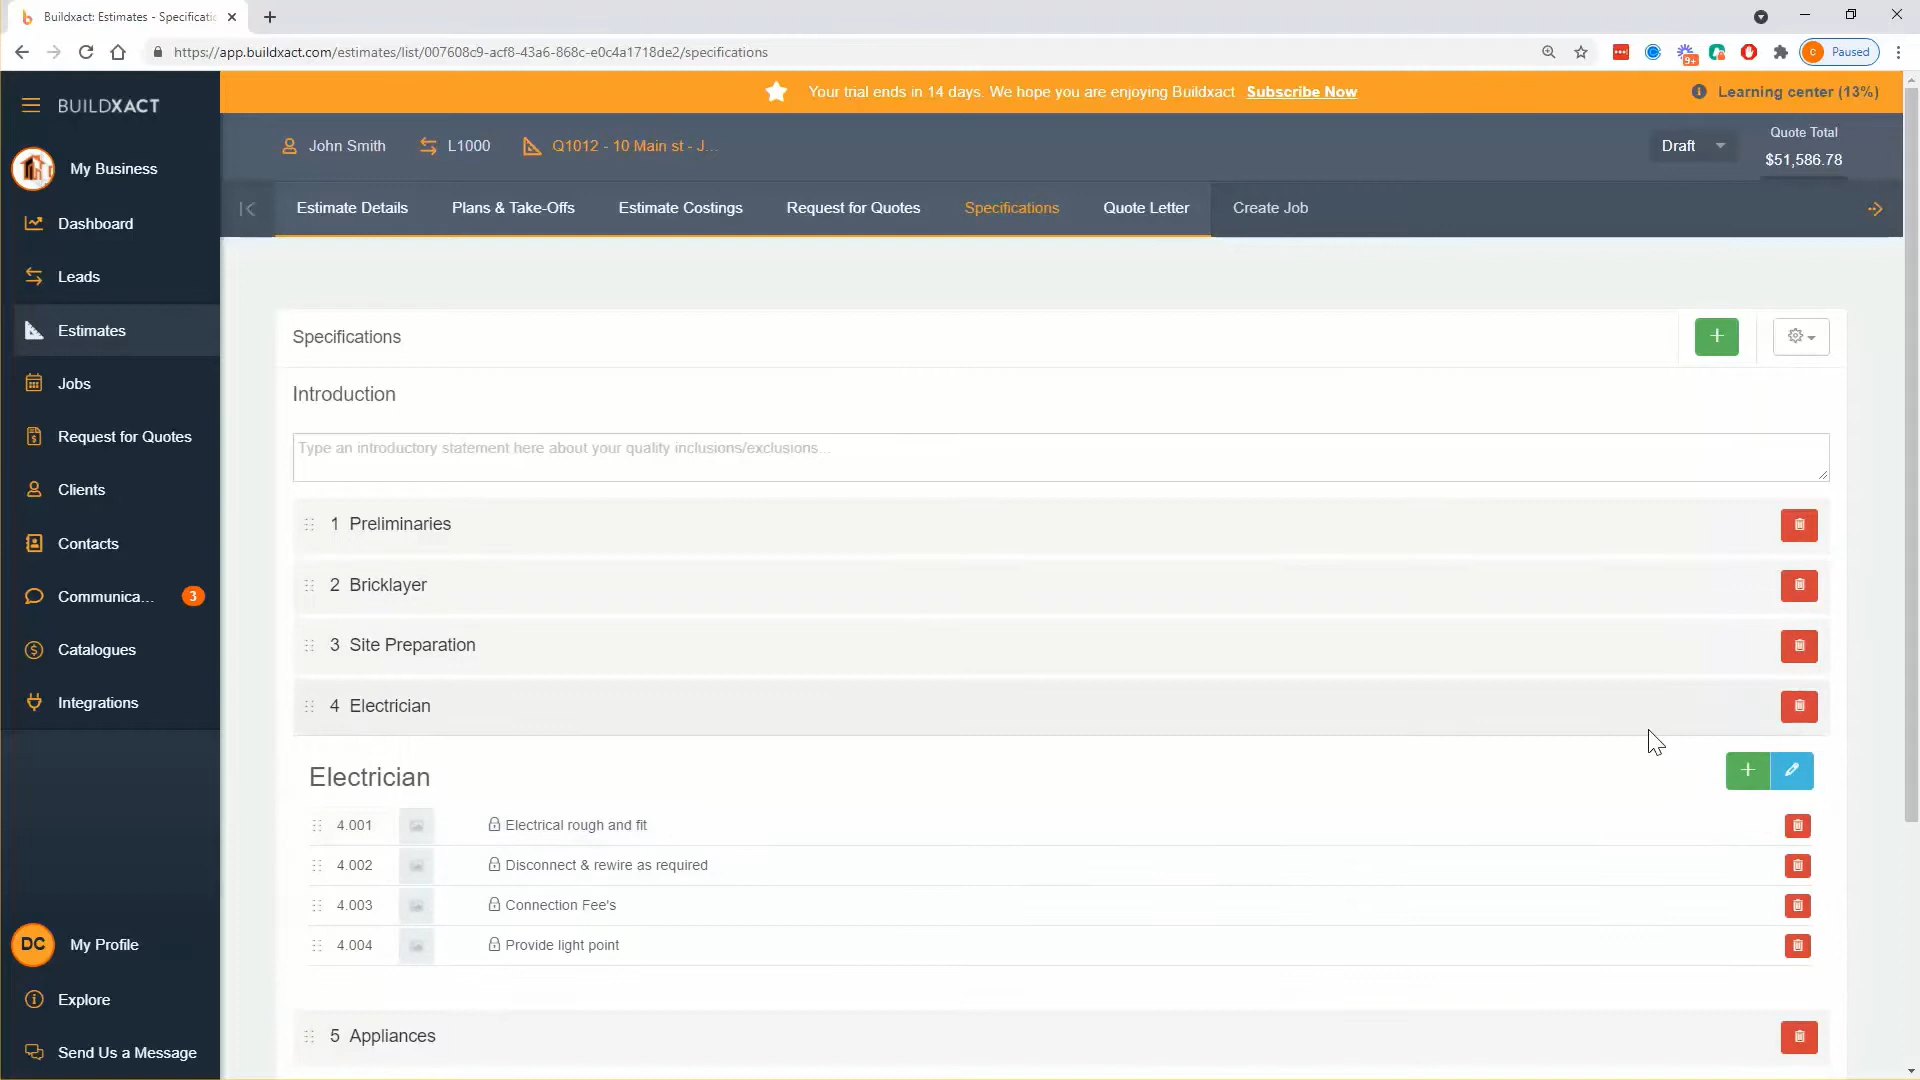 Buildxact: Estimates - Specificatio
https://app.buildxact.com/estimates/list/007608c9-acf8-43a6-868c-e0c4a1718de2/specifications
9+
C Paused
BUILDXACT
Your trial ends in 14 days. We hope you are enjoying Buildxact Subscribe Now
Learning center (13%)
John Smith
L1000
Q1012 - 10 Main st - J...
Draft
Quote Total
$51,586.78
My Business
Dashboard
Leads
Estimates
Jobs
Request for Quotes
Clients
Contacts
Communica... 3
Catalogues
Integrations
DC My Profile
Explore
Send Us a Message
Estimate Details
Plans & Take-Offs
Estimate Costings
Request for Quotes
Specifications
Quote Letter
Create Job
Specifications
Introduction
Type an introductory statement here about your quality inclusions/exclusions...
1 Preliminaries
2 Bricklayer
3 Site Preparation
4 Electrician
Electrician
4.001 Electrical rough and fit
4.002 Disconnect & rewire as required
4.003 Connection Fee's
4.004 Provide light point
5 Appliances